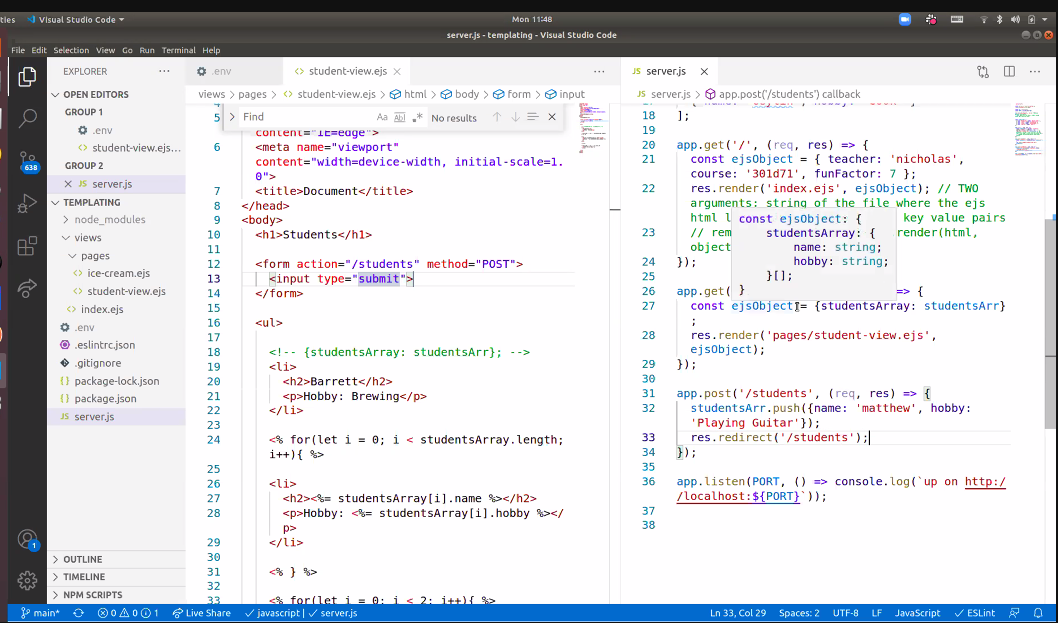 ties Visual Studio Code
Mon 11:48
server.js - templating - Visual Studio Code
File Edit Selection View Go Run Terminal Help
EXPLORER
OPEN EDITORS
GROUP 1
.env
student-view.ejs...
GROUP 2
JS server.js
TEMPLATING
node_modules
views
pages
ice-cream.ejs
student-view.ejs
index.ejs
.env
.eslintrc.json
.gitignore
package-lock.json
package.json
JS server.js
OUTLINE
TIMELINE
NPM SCRIPTS
638
1
.env
student-view.ejs
views > pages > student-view.ejs > html > body > form > input
Find
Aa Ab .* No results
5
content="IE=edge">
6 <meta name="viewport"
content="width=device-width, initial-scale=1.
0">
7 <title>Document</title>
8 </head>
9 <body>
10 <h1>Students</h1>
11
12 <form action="/students" method="POST">
13 <input type="submit">
14 </form>
15
16 <ul>
17
18 <!-- {studentsArray: studentsArr}; -->
19 <li>
20 <h2>Barrett</h2>
21 <p>Hobby: Brewing</p>
22 </li>
23
24 <% for(let i = 0; i < studentsArray.length;
i++){ %>
25
26 <li>
27 <h2><%= studentsArray[i].name %></h2>
28 <p>Hobby: <%= studentsArray[i].hobby %></
p>
29 </li>
30
31 <% } %>
32
33 <% for(let i = 0; i < 2; i++){ %>
JS server.js
JS server.js > app.post('/students') callback
18 ];
19
20 app.get('/', (req, res) => {
21 const ejsObject = { teacher: 'nicholas',
course: '301d71', funFactor: 7 };
22 res.render('index.ejs', ejsObject); // TWO
arguments: string of the file where the ejs
html l key value pairs
23 // rem render(html,
object
24 });
25
26 app.get( => {
const ejsObject: {
studentsArray: {
name: string;
hobby: string;
}[];
}
27 const ejsObject = {studentsArray: studentsArr}
;
28 res.render('pages/student-view.ejs',
ejsObject);
29 });
30
31 app.post('/students', (req, res) => {
32 studentsArr.push({name: 'matthew', hobby:
'Playing Guitar'});
33 res.redirect('/students');
34 });
35
36 app.listen(PORT, () => console.log(`up on http:/
/localhost:${PORT}`));
37
38
main* 0 0 1 Live Share javascript | server.js
Ln 33, Col 29 Spaces: 2 UTF-8 LF JavaScript ESLint